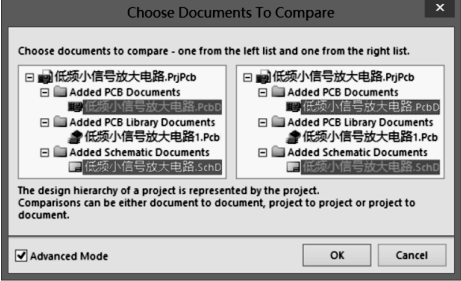 Choose Documents To Compare
×
Choose documents to compare - one from the left list and one from the right list.
低频小信号放大电路.PrjPcb
Added PCB Documents
低频小信号放大电路.PcbD
Added PCB Library Documents
低频小信号放大电路1.Pcb
Added Schematic Documents
低频小信号放大电路.SchD
低频小信号放大电路.PrjPcb
Added PCB Documents
低频小信号放大电路.PcbD
Added PCB Library Documents
低频小信号放大电路1.Pcb
Added Schematic Documents
低频小信号放大电路.SchD
The design hierarchy of a project is represented by the project.
Comparisons can be either document to document, project to project or project to
document.
Advanced Mode
OK
Cancel